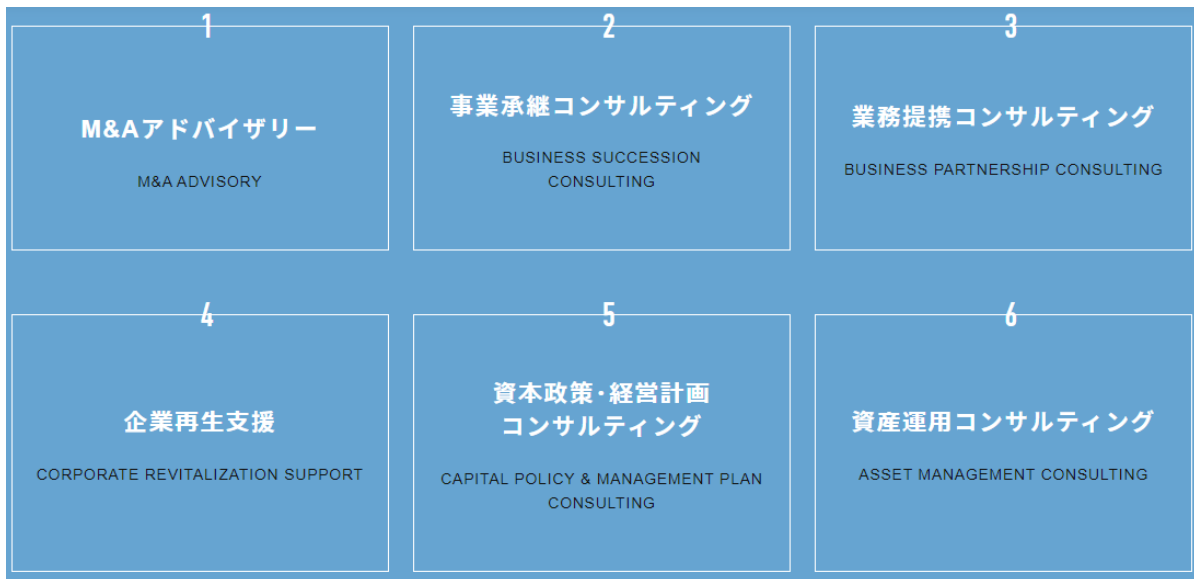 1
M&Aアドバイザリー
M&A ADVISORY
2
事業承継コンサルティング
BUSINESS SUCCESSION
CONSULTING
3
業務提携コンサルティング
BUSINESS PARTNERSHIP CONSULTING
4
企業再生支援
CORPORATE REVITALIZATION SUPPORT
5
資本政策･経営計画
コンサルティング
CAPITAL POLICY & MANAGEMENT PLAN
CONSULTING
6
資産運用コンサルティング
ASSET MANAGEMENT CONSULTING